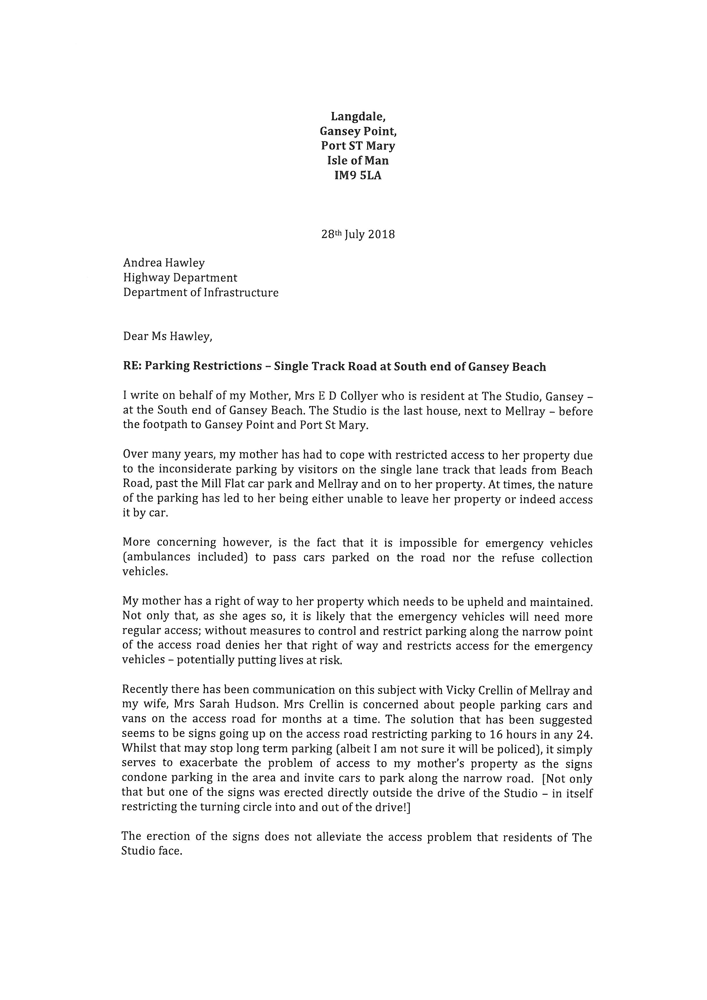 Langdale,
Gansey Point,
Port ST Mary
Isle of Man
IM9 5LA
28th July 2018
Andrea Hawley
Highway Department
Department of Infrastructure
Dear Ms Hawley,
RE: Parking Restrictions – Single Track Road at South end of Gansey Beach
I write on behalf of my Mother, Mrs E D Collyer who is resident at The Studio, Gansey –
at the South end of Gansey Beach. The Studio is the last house, next to Mellray – before
the footpath to Gansey Point and Port St Mary.
Over many years, my mother has had to cope with restricted access to her property due
to the inconsiderate parking by visitors on the single lane track that leads from Beach
Road, past the Mill Flat car park and Mellray and on to her property. At times, the nature
of the parking has led to her being either unable to leave her property or indeed access
it by car.
More concerning however, is the fact that it is impossible for emergency vehicles
(ambulances included) to pass cars parked on the road nor the refuse collection
vehicles.
My mother has a right of way to her property which needs to be upheld and maintained.
Not only that, as she ages so, it is likely that the emergency vehicles will need more
regular access; without measures to control and restrict parking along the narrow point
of the access road denies her that right of way and restricts access for the emergency
vehicles – potentially putting lives at risk.
Recently there has been communication on this subject with Vicky Crellin of Mellray and
my wife, Mrs Sarah Hudson. Mrs Crellin is concerned about people parking cars and
vans on the access road for months at a time. The solution that has been suggested
seems to be signs going up on the access road restricting parking to 16 hours in any 24.
Whilst that may stop long term parking (albeit I am not sure it will be policed), it simply
serves to exacerbate the problem of access to my mother's property as the signs
condone parking in the area and invite cars to park along the narrow road. [Not only
that but one of the signs was erected directly outside the drive of the Studio – in itself
restricting the turning circle into and out of the drive!]
The erection of the signs does not alleviate the access problem that residents of The
Studio face.